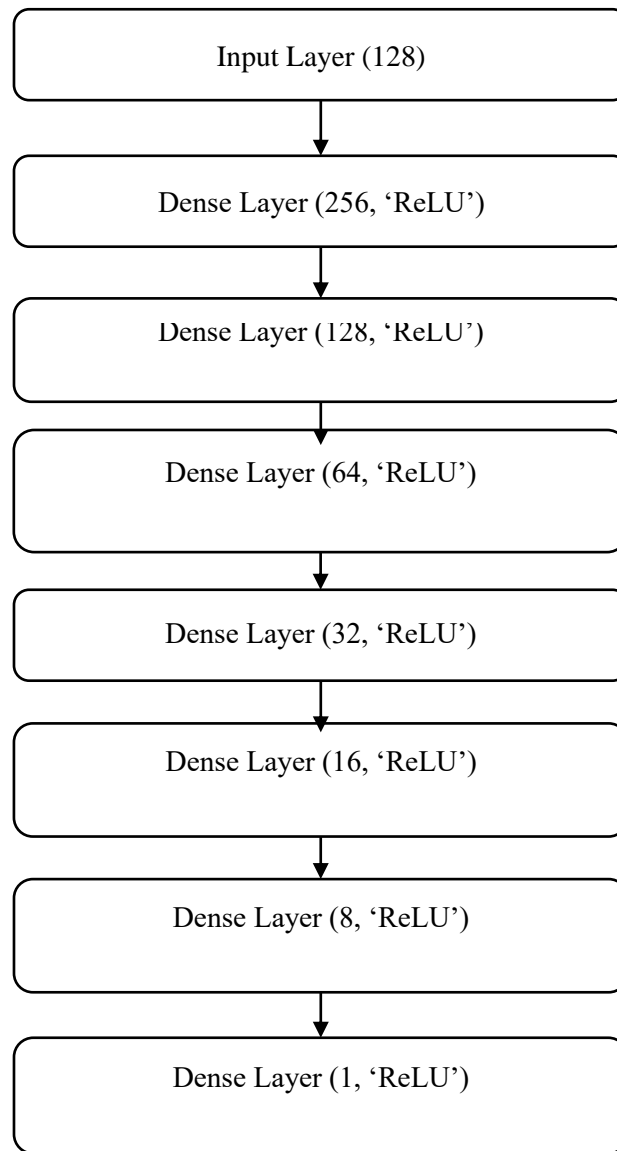 Input Layer (128)
Dense Layer (256, ‘ReLU’)
Dense Layer (128, ‘ReLU’)
Dense Layer (64, ‘ReLU’)
Dense Layer (32, ‘ReLU’)
Dense Layer (16, ‘ReLU’)
Dense Layer (8, ‘ReLU’)
Dense Layer (1, ‘ReLU’)